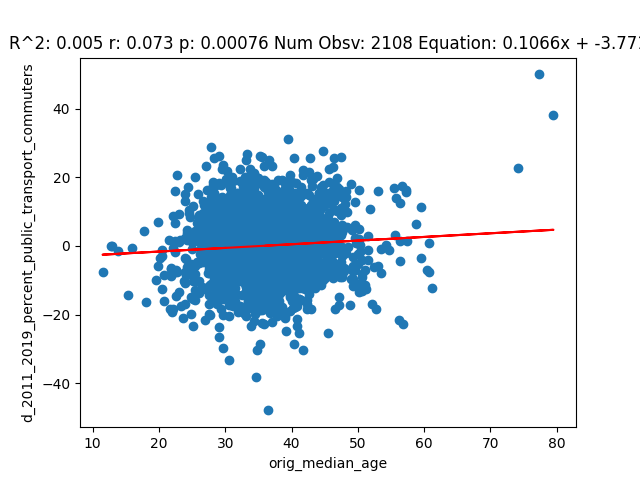 R^2: 0.005 r: 0.073 p: 0.00076 Num Obsv: 2108 Equation: 0.1066x + -3.77
d_2011_2019_percent_public_transport_commuters
40
20
0
−20
−40
10 20 30 40 50 60 70 80
orig_median_age